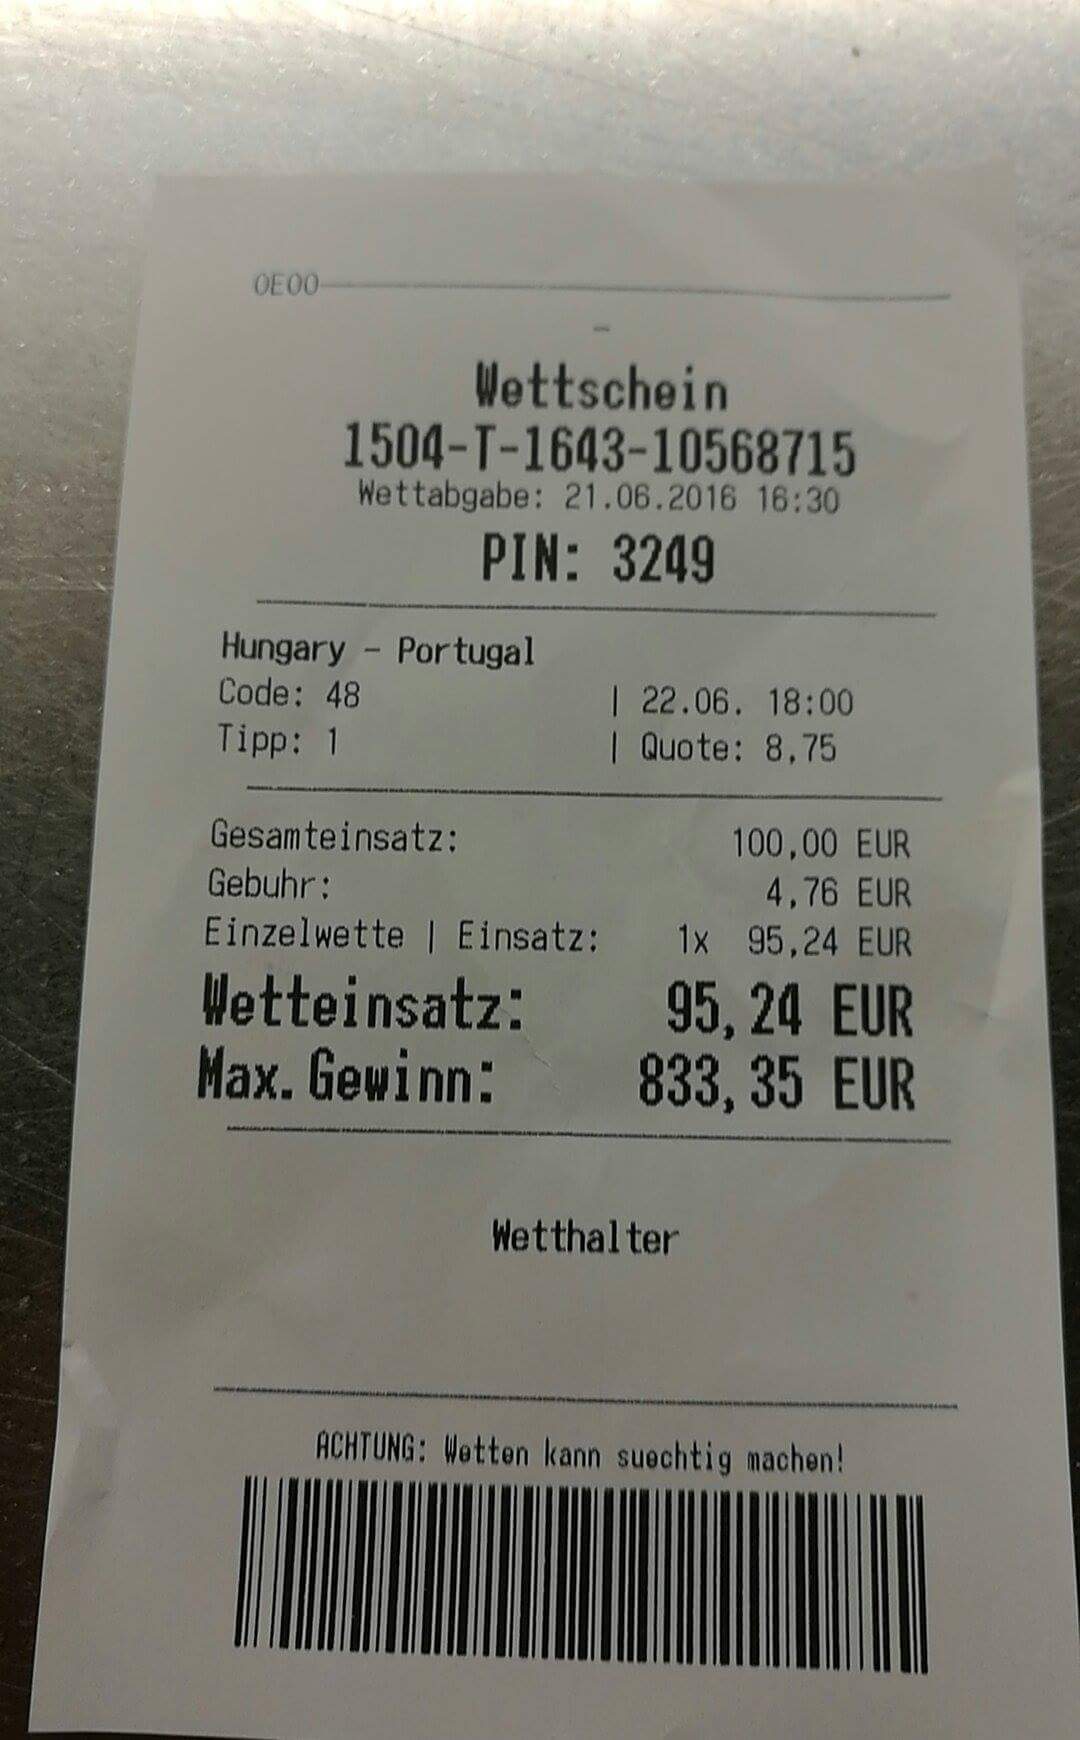 OE00
Wettschein
1504-T-1643-10568715
Wettabgabe: 21.06.2016 16:30
PIN: 3249
Hungary - Portugal
Code: 48 | 22.06. 18:00
Tipp: 1 | Quote: 8,75
Gesamteinsatz: 100,00 EUR
Gebuhr: 4,76 EUR
Einzelwette | Einsatz: 1x 95,24 EUR
Wetteinsatz: 95,24 EUR
Max. Gewinn: 833,35 EUR
Wetthalter
ACHTUNG: Wetten kann suechtig machen!